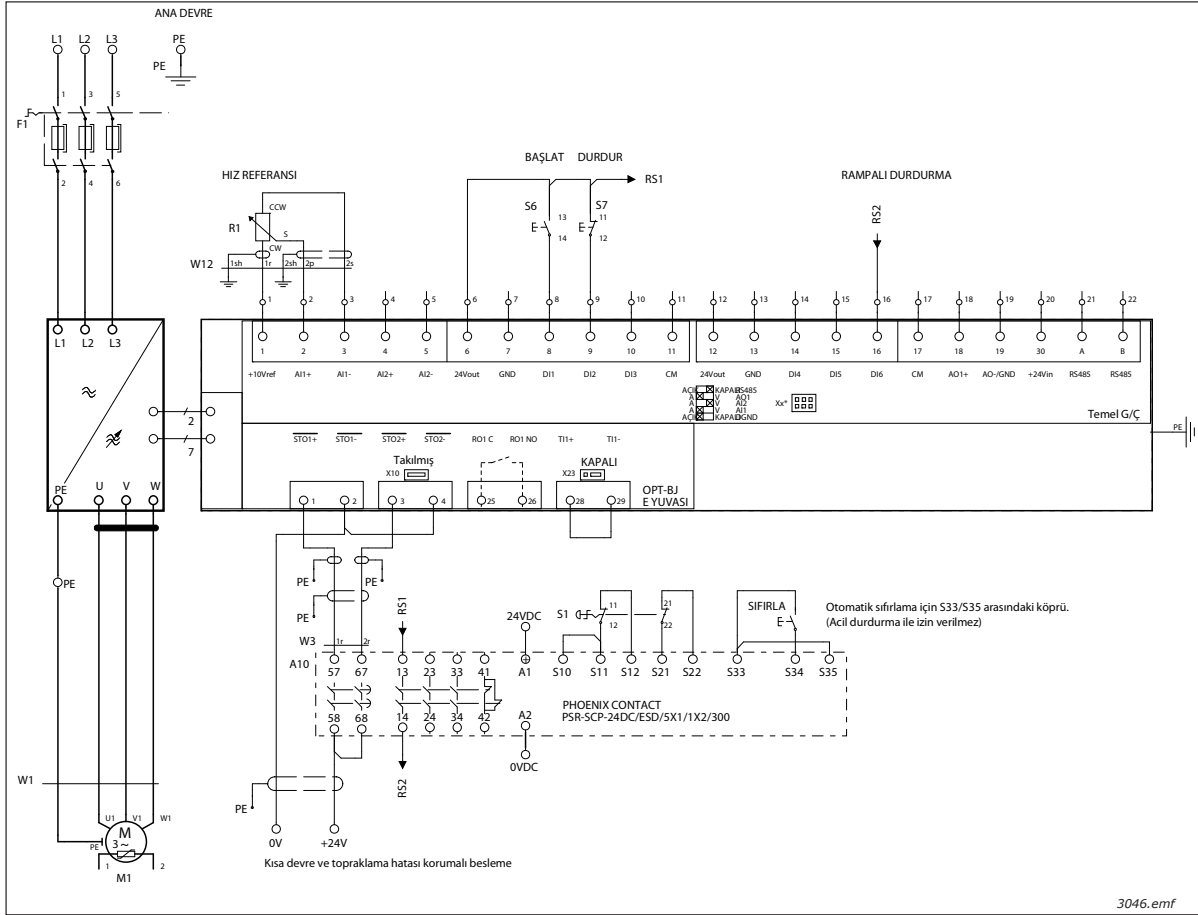 ANA DEVRE
L1 L2 L3 PE
PE
1 3 5
F1
2 4 6
HIZ REFERANSI
BAŞLAT DURDUR
RS1
RAMPALI DURDURMA
RS2
CCW
R1
S
CW
W12
1sh 1r 2sh 2p 2s
S6
13
14
S7
11
12
1 2 3 4 5 6 7 8 9 10 11 12 13 14 15 16 17 18 19 20 21 22
L1 L2 L3
1 2 3 4 5 6 7 8 9 10 11 12 13 14 15 16 17 18 19 30 A B
+10Vref AI1+ AI1- AI2+ AI2- 24Vout GND DI1 DI2 DI3 CM 24Vout GND DI4 DI5 DI6 CM AO1+ AO-/GND +24Vin RS485 RS485
AÇIK KAPALI RS485
A V AO1
A V AI2
A V AI1
AÇIK KAPALI DGND
Xx*
Temel G/Ç
2
7
PE
STO1+ STO1- STO2+ STO2- RO1 C RO1 NO TI1+ TI1-
Takılmış
X10
KAPALI
X23
OPT-BJ
E YUVASI
1 2 3 4 25 26 28 29
PE U V W
PE
PE PE
PE
RS1
24VDC
S1
11
12
21
22
SIFIRLA
Otomatik sıfırlama için S33/S35 arasındaki köprü.
(Acil durdurma ile izin verilmez)
W3
1r 2r
A10
57 67 13 23 33 41 A1 S10 S11 S12 S21 S22 S33 S34 S35
PHOENIX CONTACT
PSR-SCP-24DC/ESD/5X1/1X2/300
58 68 14 24 34 42 A2
0VDC
RS2
W1
PE
U1 V1 W1
PE
M
3 ~
1 2
M1
0V +24V
Kısa devre ve topraklama hatası korumalı besleme
3046.emf